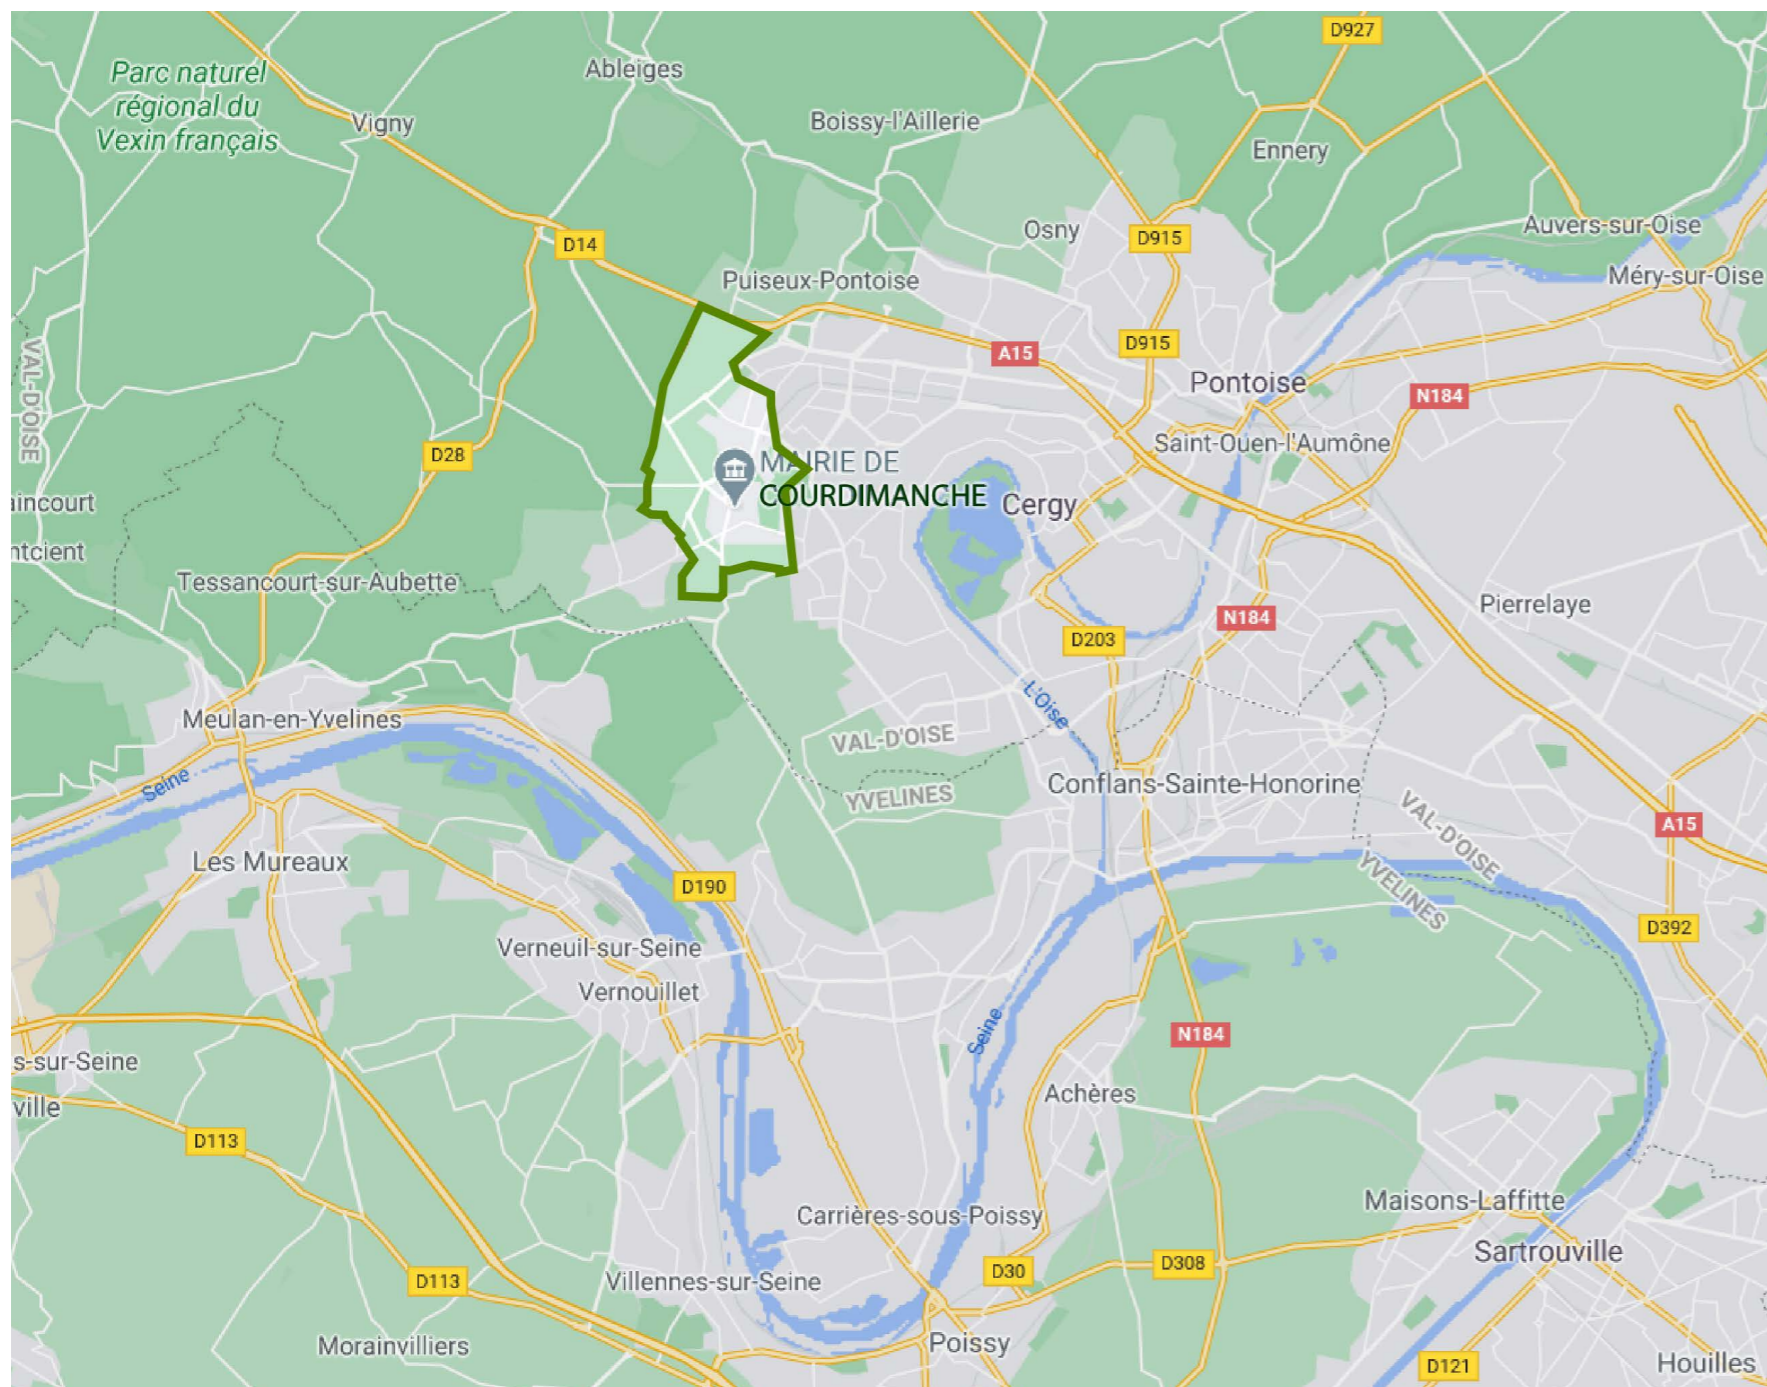 D927
Parc naturel
régional du
Vexin français
Ableiges
Vigny
Boissy-l'Aillerie
Ennery
Auvers-sur-Oise
Osny
D915
D14
Puiseux-Pontoise
Méry-sur-Oise
VAL-D'OISE
D915
A15
Pontoise
N184
D28
Saint-Ouen-l'Aumône
MAIRIE DE
COURDIMANCHE
Cergy
aincourt
ntcient
Tessancourt-sur-Aubette
Pierrelaye
N184
D203
L'Oise
Meulan-en-Yvelines
VAL-D'OISE
YVELINES
Seine
Conflans-Sainte-Honorine
VAL-D'OISE
YVELINES
A15
Les Mureaux
D190
D392
Verneuil-sur-Seine
Vernouillet
Seine
N184
s-sur-Seine
ville
Achères
D113
Maisons-Laffitte
Carrières-sous-Poissy
Sartrouville
D30
D308
D113
Villennes-sur-Seine
Morainvilliers
Poissy
D121
Houilles